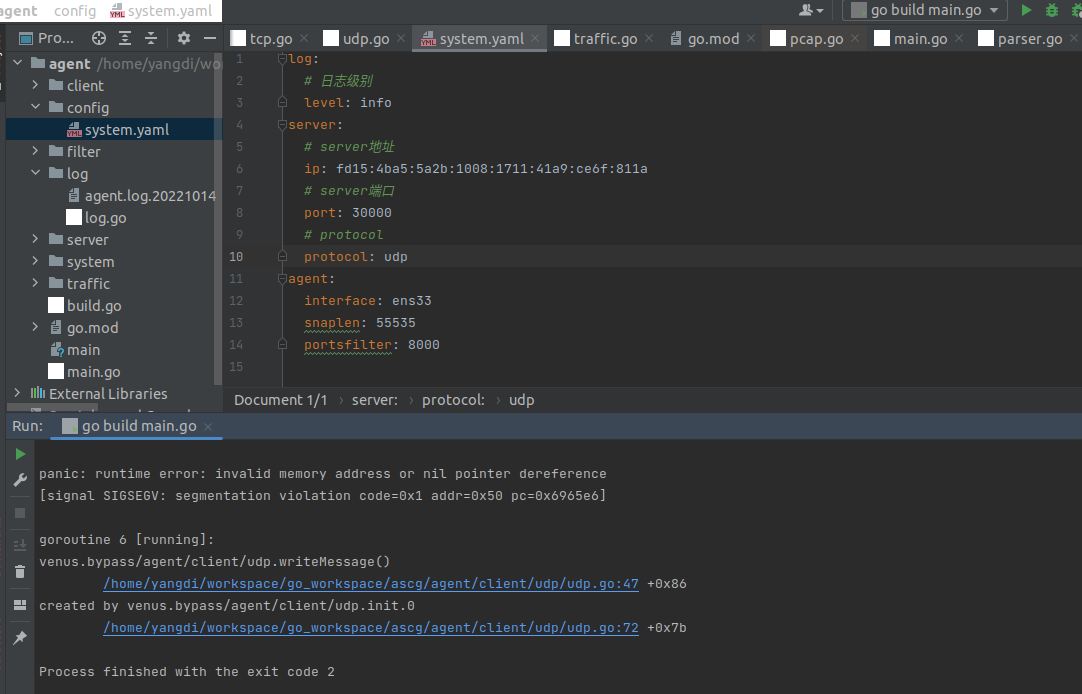 agent config system.yaml
go build main.go
Pro...
tcp.go udp.go system.yaml traffic.go go.mod pcap.go main.go parser.go
agent /home/yangdi/wo
client
config
system.yaml
filter
log
agent.log.20221014
log.go
server
system
traffic
build.go
go.mod
main
main.go
External Libraries
1 log:
2 # 日志级别
3 level: info
4 server:
5 # server地址
6 ip: fd15:4ba5:5a2b:1008:1711:41a9:ce6f:811a
7 # server端口
8 port: 30000
9 # protocol
10 protocol: udp
11 agent:
12 interface: ens33
13 snaplen: 55535
14 portsfilter: 8000
15
Document 1/1 › server: › protocol: › udp
Run: go build main.go
panic: runtime error: invalid memory address or nil pointer dereference
[signal SIGSEGV: segmentation violation code=0x1 addr=0x50 pc=0x6965e6]
goroutine 6 [running]:
venus.bypass/agent/client/udp.writeMessage()
/home/yangdi/workspace/go_workspace/ascg/agent/client/udp/udp.go:47 +0x86
created by venus.bypass/agent/client/udp.init.0
/home/yangdi/workspace/go_workspace/ascg/agent/client/udp/udp.go:72 +0x7b
Process finished with the exit code 2